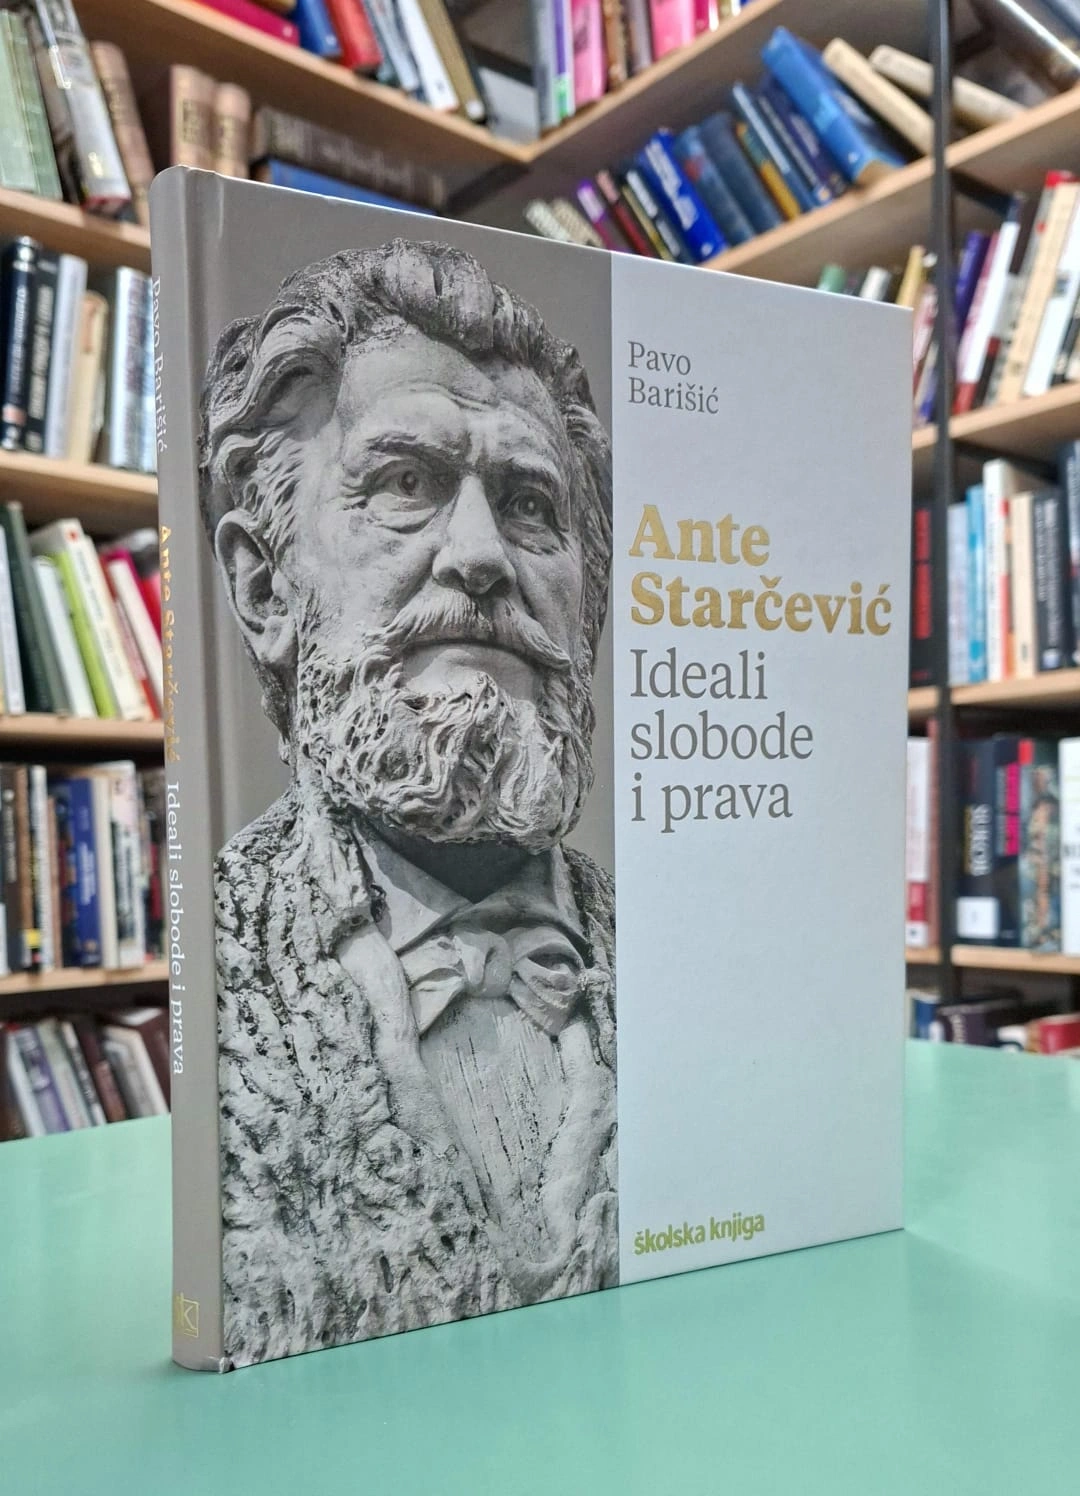 Pavo Barišić Ante Starčević Ideali slobode i prava
K
Pavo
Barišić
Ante
Starčević
Ideali
slobode
i prava
školska knjiga